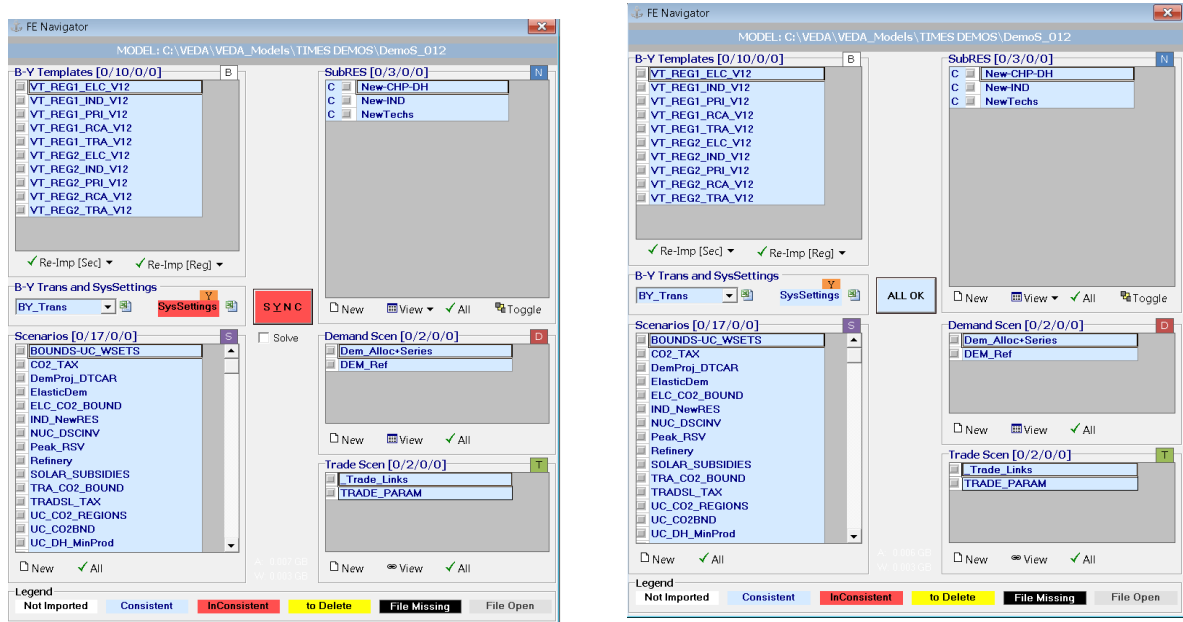 FE Navigator
MODEL: C:\VEDA\VEDA_Models\TIMES DEMOS\DemoS_012
B-Y Templates [0/10/0/0]
B
VT_REG1_ELC_V12
VT_REG1_IND_V12
VT_REG1_PRI_V12
VT_REG1_RCA_V12
VT_REG1_TRA_V12
VT_REG2_ELC_V12
VT_REG2_IND_V12
VT_REG2_PRI_V12
VT_REG2_RCA_V12
VT_REG2_TRA_V12
Re-Imp [Sec]
Re-Imp [Reg]
SubRES [0/3/0/0]
N
C New-CHP-DH
C New-IND
C NewTechs
New View All Toggle
B-Y Trans and SysSettings
BY_Trans
Y
SysSettings
SYNC
Solve
Scenarios [0/17/0/0]
S
BOUNDS-UC_WSETS
CO2_TAX
DemProj_DTCAR
ElasticDem
ELC_CO2_BOUND
IND_NewRES
NUC_DSCINV
Peak_RSV
Refinery
SOLAR_SUBSIDIES
TRA_CO2_BOUND
TRADSL_TAX
UC_CO2_REGIONS
UC_CO2BND
UC_DH_MinProd
New All
Demand Scen [0/2/0/0]
D
Dem_Alloc+Series
DEM_Ref
New View All
Trade Scen [0/2/0/0]
T
_Trade_Links
TRADE_PARAM
New View All
Legend
Not Imported Consistent InConsistent to Delete File Missing File Open
FE Navigator
MODEL: C:\VEDA\VEDA_Models\TIMES DEMOS\DemoS_012
B-Y Templates [0/10/0/0]
B
VT_REG1_ELC_V12
VT_REG1_IND_V12
VT_REG1_PRI_V12
VT_REG1_RCA_V12
VT_REG1_TRA_V12
VT_REG2_ELC_V12
VT_REG2_IND_V12
VT_REG2_PRI_V12
VT_REG2_RCA_V12
VT_REG2_TRA_V12
Re-Imp [Sec]
Re-Imp [Reg]
SubRES [0/3/0/0]
N
C New-CHP-DH
C New-IND
C NewTechs
New View All Toggle
B-Y Trans and SysSettings
BY_Trans
Y
SysSettings
ALL OK
Scenarios [0/17/0/0]
S
BOUNDS-UC_WSETS
CO2_TAX
DemProj_DTCAR
ElasticDem
ELC_CO2_BOUND
IND_NewRES
NUC_DSCINV
Peak_RSV
Refinery
SOLAR_SUBSIDIES
TRA_CO2_BOUND
TRADSL_TAX
UC_CO2_REGIONS
UC_CO2BND
UC_DH_MinProd
New All
Demand Scen [0/2/0/0]
D
Dem_Alloc+Series
DEM_Ref
New View All
Trade Scen [0/2/0/0]
T
_Trade_Links
TRADE_PARAM
New View All
Legend
Not Imported Consistent InConsistent to Delete File Missing File Open